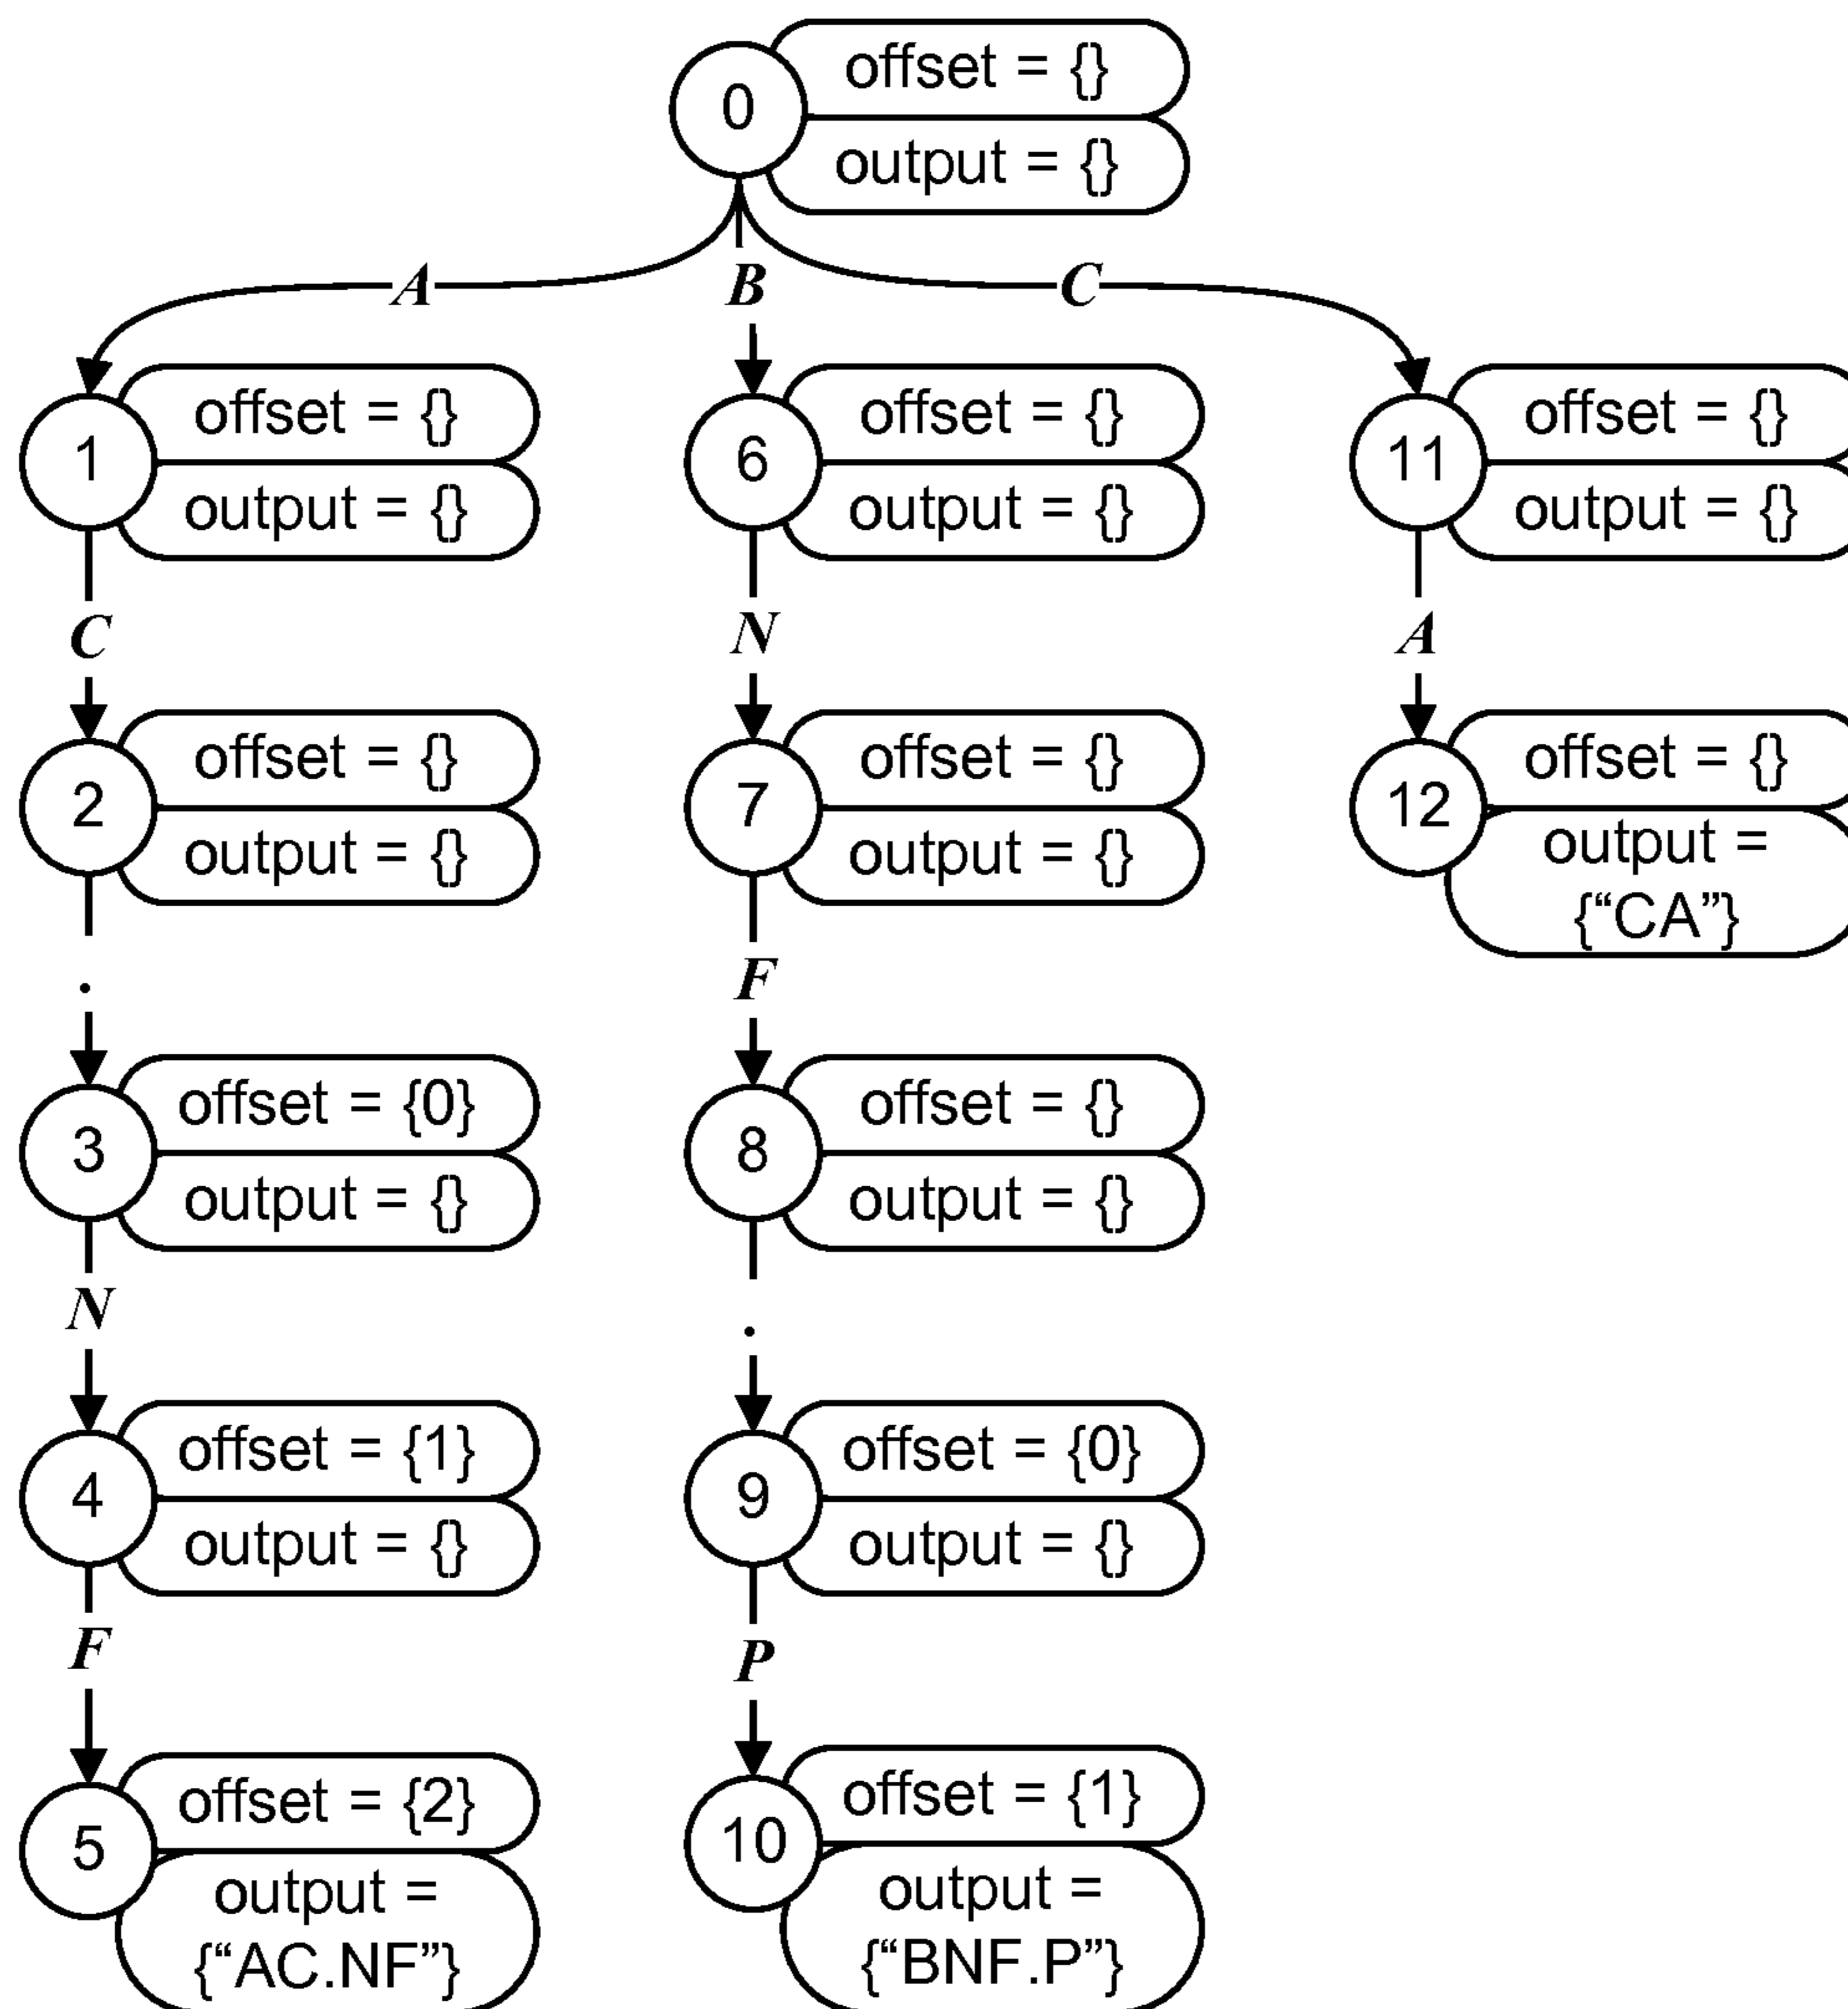 0
offset = {}
output = {}
A
B
C
1
offset = {}
output = {}
6
offset = {}
output = {}
11
offset = {}
output = {}
C
N
A
2
offset = {}
output = {}
7
offset = {}
output = {}
12
offset = {}
output =
{“CA”}
.
F
3
offset = {0}
output = {}
8
offset = {}
output = {}
N
.
4
offset = {1}
output = {}
9
offset = {0}
output = {}
F
P
5
offset = {2}
output =
{“AC.NF”}
10
offset = {1}
output =
{“BNF.P”}